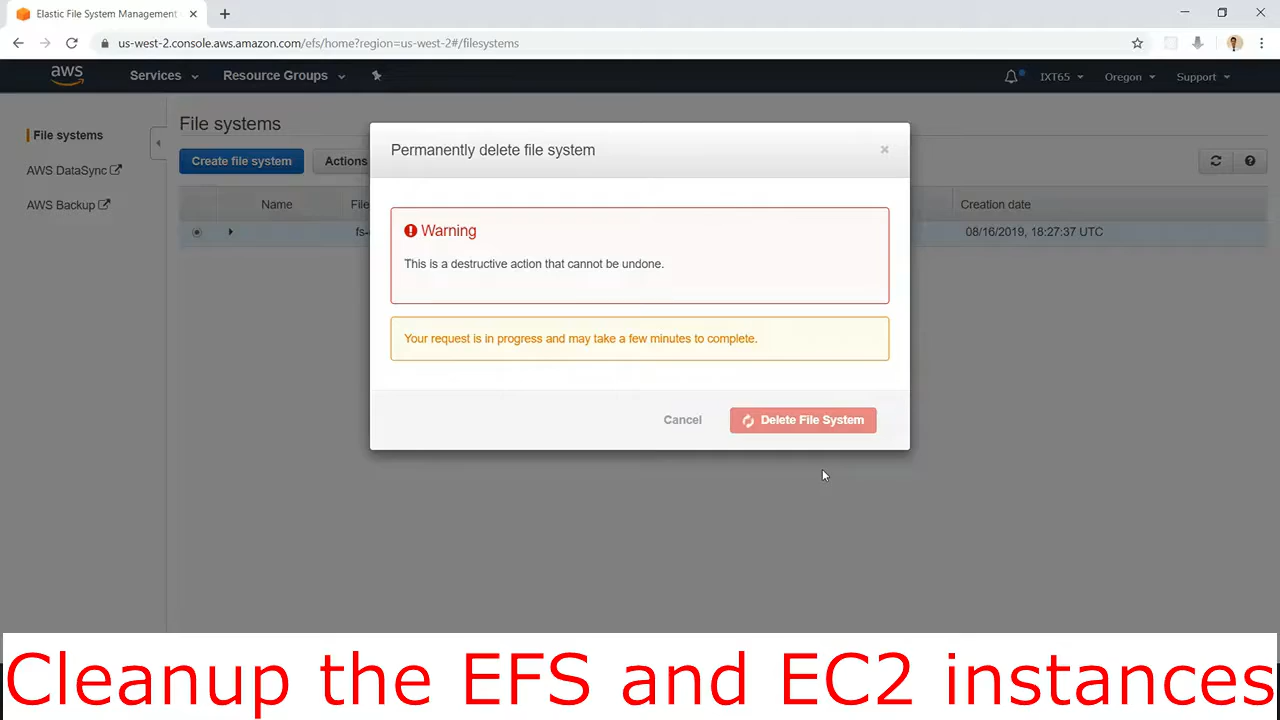 Elastic File System Management
us-west-2.console.aws.amazon.com/efs/home?region=us-west-2#/filesystems
aws Services Resource Groups IXT65 Oregon Support
File systems
AWS DataSync
AWS Backup
File systems
Create file system Actions
Name File Creation date
fs- 08/16/2019, 18:27:37 UTC
Permanently delete file system
Warning
This is a destructive action that cannot be undone.
Your request is in progress and may take a few minutes to complete.
Cancel Delete File System
Cleanup the EFS and EC2 instances